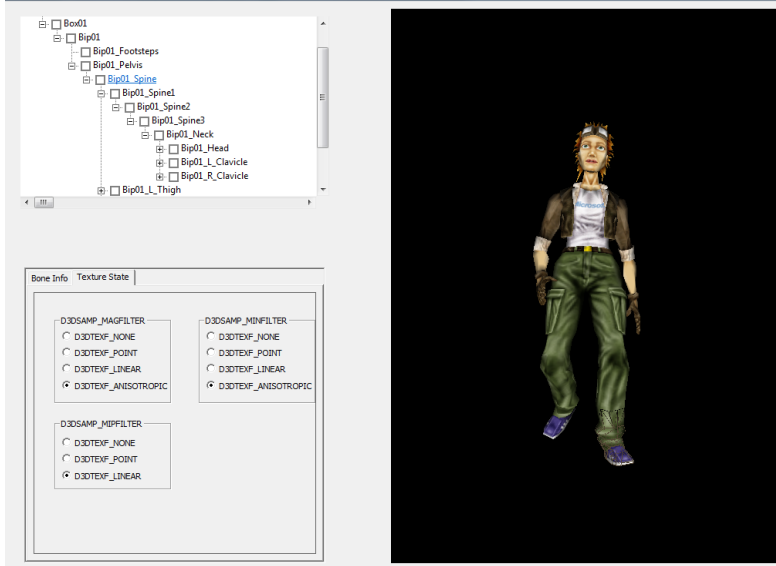 Box01
Bip01
Bip01_Footsteps
Bip01_Pelvis
Bip01_Spine
Bip01_Spine1
Bip01_Spine2
Bip01_Spine3
Bip01_Neck
Bip01_Head
Bip01_L_Clavicle
Bip01_R_Clavicle
Bip01_L_Thigh
Bone Info Texture State
D3DSAMP_MAGFILTER
D3DTEXF_NONE
D3DTEXF_POINT
D3DTEXF_LINEAR
D3DTEXF_ANISOTROPIC
D3DSAMP_MINFILTER
D3DTEXF_NONE
D3DTEXF_POINT
D3DTEXF_LINEAR
D3DTEXF_ANISOTROPIC
D3DSAMP_MIPFILTER
D3DTEXF_NONE
D3DTEXF_POINT
D3DTEXF_LINEAR
Microsoft